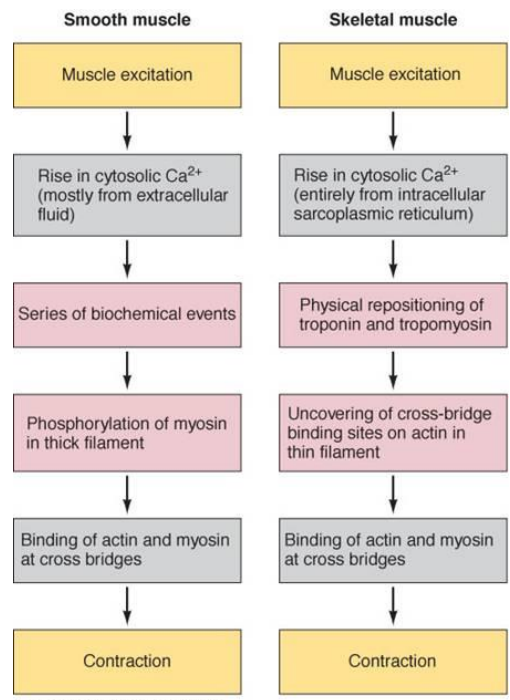 Smooth muscle
Muscle excitation
Rise in cytosolic Ca2+
(mostly from extracellular
fluid)
Series of biochemical events
Phosphorylation of myosin
in thick filament
Binding of actin and myosin
at cross bridges
Contraction
Skeletal muscle
Muscle excitation
Rise in cytosolic Ca2+
(entirely from intracellular
sarcoplasmic reticulum)
Physical repositioning of
troponin and tropomyosin
Uncovering of cross-bridge
binding sites on actin in
thin filament
Binding of actin and myosin
at cross bridges
Contraction